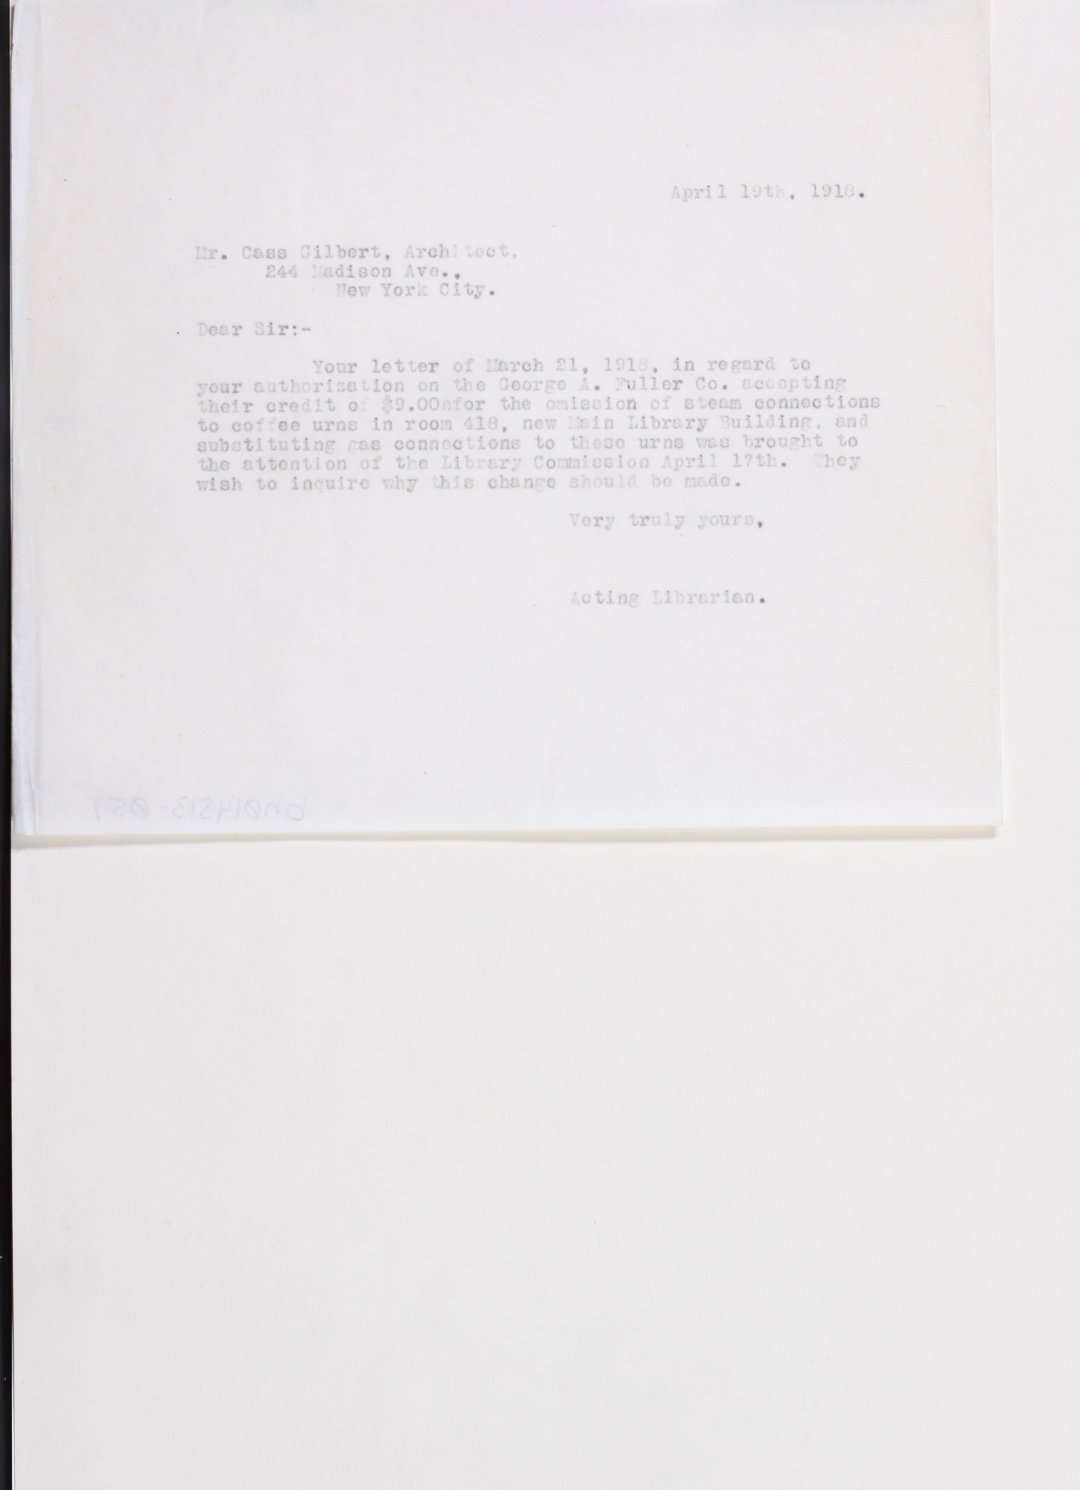 April 19th, 1918.
Mr. Cass Gilbert, Architect,
244 Madison Ave.,
New York City.
Dear Sir:-
Your letter of March 21, 1918, in regard to
your authorization on the George A. Fuller Co. accepting
their credit of $9.00nfor the omission of steam connections
to coffee urns in room 418, new Main Library Building, and
substituting gas connections to these urns was brought to
the attention of the Library Commission April 17th. They
wish to inquire why this change should be made.
Very truly yours,
Acting Librarian.